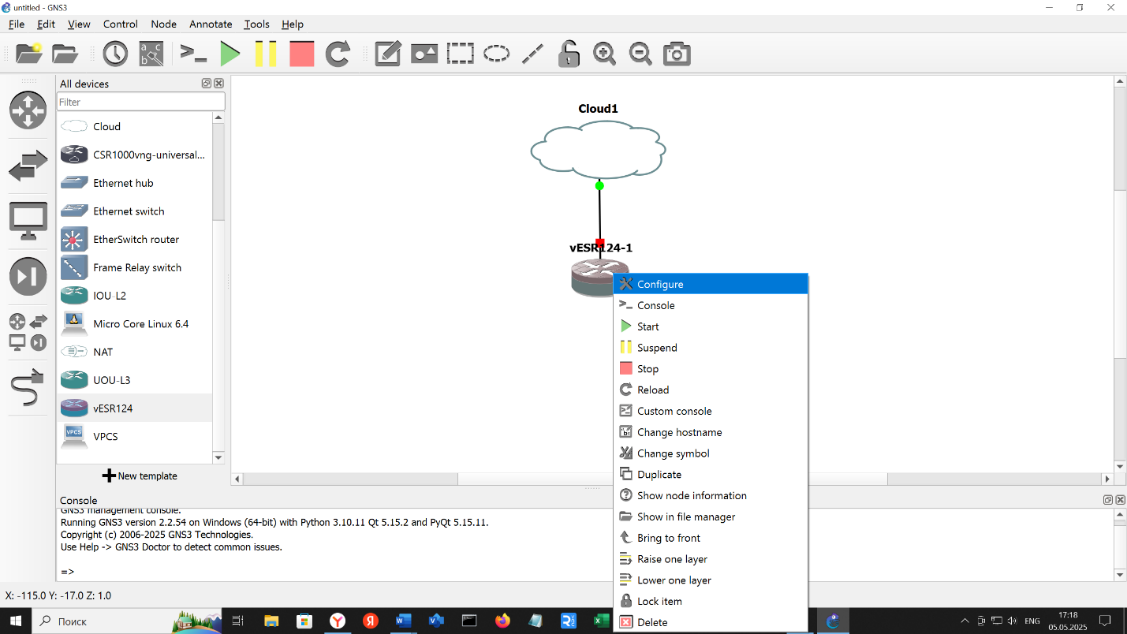 untitled - GNS3
File Edit View Control Node Annotate Tools Help
All devices
Filter
Cloud
CSR1000vng-universal...
Ethernet hub
Ethernet switch
EtherSwitch router
Frame Relay switch
IOU-L2
Micro Core Linux 6.4
NAT
UOU-L3
vESR124
VPCS
New template
Cloud1
vESR124-1
Configure
Console
Start
Suspend
Stop
Reload
Custom console
Change hostname
Change symbol
Duplicate
Show node information
Show in file manager
Bring to front
Raise one layer
Lower one layer
Lock item
Delete
Console
GNS3 management console.
Running GNS3 version 2.2.54 on Windows (64-bit) with Python 3.10.11 Qt 5.15.2 and PyQt 5.15.11.
Copyright (c) 2006-2025 GNS3 Technologies.
Use Help -> GNS3 Doctor to detect common issues.
=>
X: -115.0 Y: -17.0 Z: 1.0
Поиск
ENG
17:18
05.05.2025